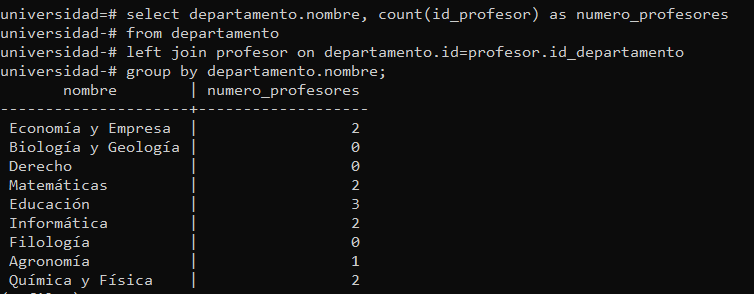 universidad=# select departamento.nombre, count(id_profesor) as numero_profesores
universidad-# from departamento
universidad-# left join profesor on departamento.id=profesor.id_departamento
universidad-# group by departamento.nombre;
       nombre        | numero_profesores
---------------------+-------------------
 Economía y Empresa  |                 2
 Biología y Geología |                 0
 Derecho             |                 0
 Matemáticas         |                 2
 Educación           |                 3
 Informática         |                 2
 Filología           |                 0
 Agronomía           |                 1
 Química y Física    |                 2